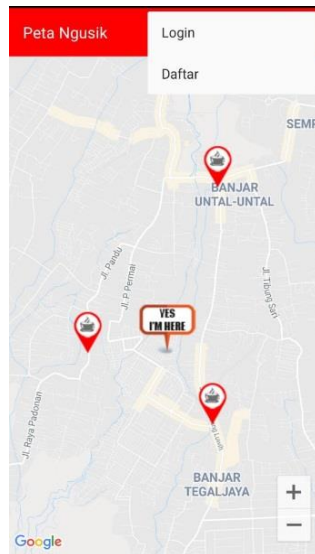 Peta Ngusik
Login
Daftar
BANJAR
UNTAL-UNTAL
Jl. Pandu
Jl. P Permai
Jl. Tibung Sari
YES
I'M HERE
Jl. Raya Padonan
BANJAR
TEGALJAYA
+
−
Google